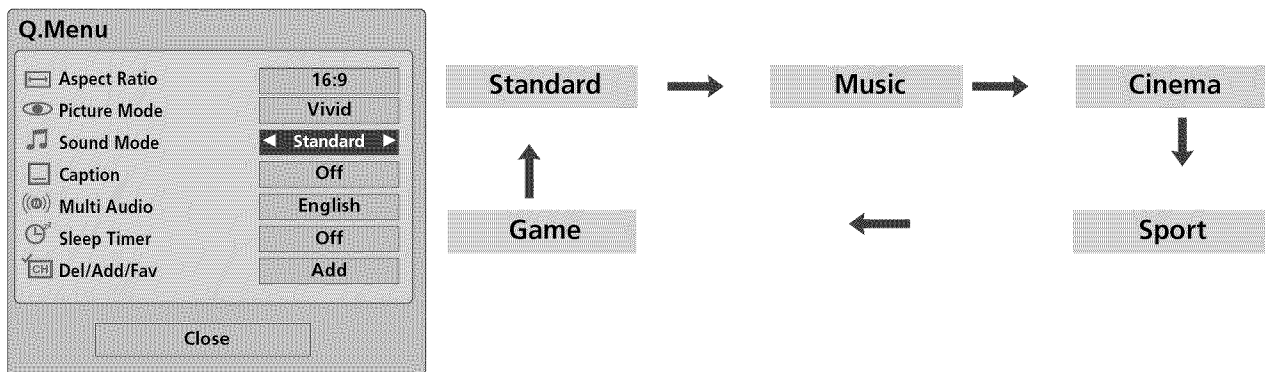 Q.Menu
Aspect Ratio 16:9
Picture Mode Vivid
Sound Mode Standard
Caption Off
Multi Audio English
Sleep Timer Off
Del/Add/Fav Add
Close
Standard Music Cinema
Game Sport